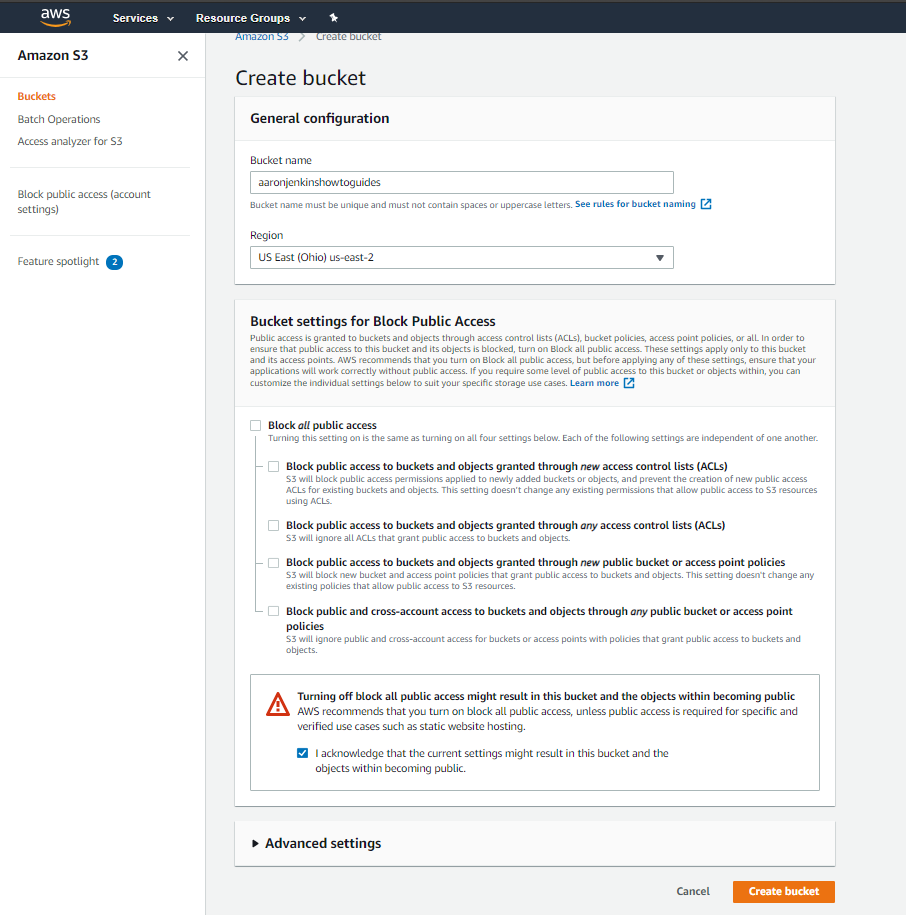 aws Services Resource Groups
Amazon S3
Buckets
Batch Operations
Access analyzer for S3
Block public access (account
settings)
Feature spotlight 2
Amazon S3 > Create bucket
Create bucket
General configuration
Bucket name
aaronjenkinshowtoguides
Bucket name must be unique and must not contain spaces or uppercase letters. See rules for bucket naming
Region
US East (Ohio) us-east-2
Bucket settings for Block Public Access
Public access is granted to buckets and objects through access control lists (ACLs), bucket policies, access point policies, or all. In order to
ensure that public access to this bucket and its objects is blocked, turn on Block all public access. These settings apply only to this bucket
and its access points. AWS recommends that you turn on Block all public access, but before applying any of these settings, ensure that your
applications will work correctly without public access. If you require some level of public access to this bucket or objects within, you can
customize the individual settings below to suit your specific storage use cases. Learn more
Block all public access
Turning this setting on is the same as turning on all four settings below. Each of the following settings are independent of one another.
Block public access to buckets and objects granted through new access control lists (ACLs)
S3 will block public access permissions applied to newly added buckets or objects, and prevent the creation of new public access
ACLs for existing buckets and objects. This setting doesn't change any existing permissions that allow public access to S3 resources
using ACLs.
Block public access to buckets and objects granted through any access control lists (ACLs)
S3 will ignore all ACLs that grant public access to buckets and objects.
Block public access to buckets and objects granted through new public bucket or access point policies
S3 will block new bucket and access point policies that grant public access to buckets and objects. This setting doesn't change any
existing policies that allow public access to S3 resources.
Block public and cross-account access to buckets and objects through any public bucket or access point
policies
S3 will ignore public and cross-account access for buckets or access points with policies that grant public access to buckets and
objects.
Turning off block all public access might result in this bucket and the objects within becoming public
AWS recommends that you turn on block all public access, unless public access is required for specific and
verified use cases such as static website hosting.
I acknowledge that the current settings might result in this bucket and the
objects within becoming public.
Advanced settings
Cancel Create bucket